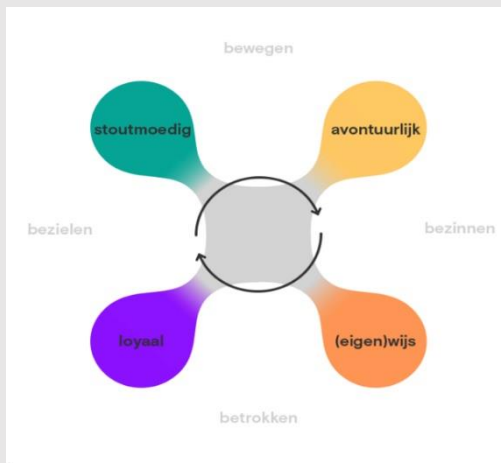 bewegen
stoutmoedig
avontuurlijk
bezielen
bezinnen
loyaal
(eigen)wijs
betrokken